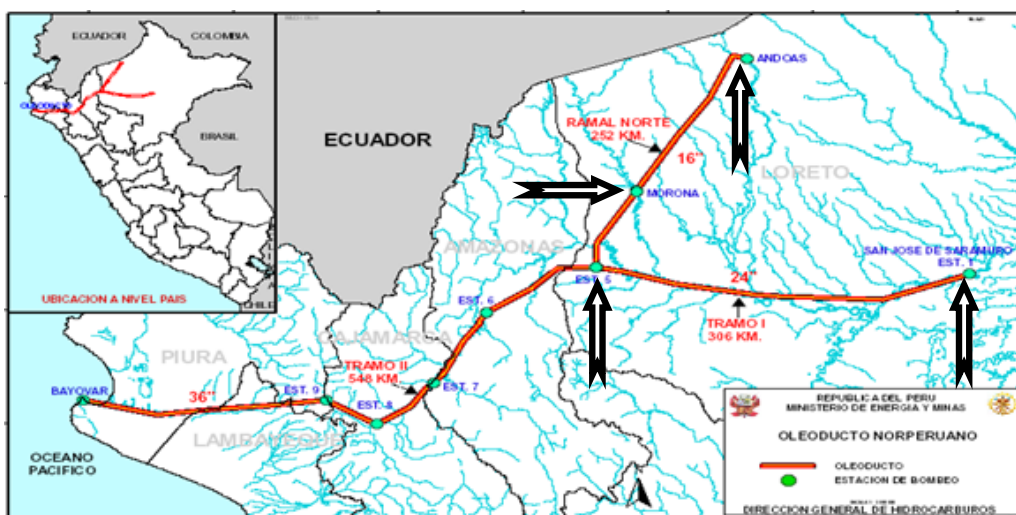 ECUADOR
COLOMBIA
BRASIL
CHILE
UBICACION A NIVEL PAIS
ECUADOR
ANDOAS
RAMAL NORTE
252 KM.
16"
LORETO
MORONA
AMAZONAS
SAN JOSE DE SARAMURO
EST. 1
EST. 5
24"
TRAMO I
306 KM.
EST. 6
CAJAMARCA
PIURA
TRAMO II
548 KM
EST. 7
BAYOVAR
EST. 9
EST. 8
36"
LAMBAYEQUE
OCEANO
PACIFICO
REPUBLICA DEL PERU
MINISTERIO DE ENERGIA Y MINAS
OLEODUCTO NORPERUANO
OLEODUCTO
ESTACION DE BOMBEO
DIRECCION GENERAL DE HIDROCARBUROS